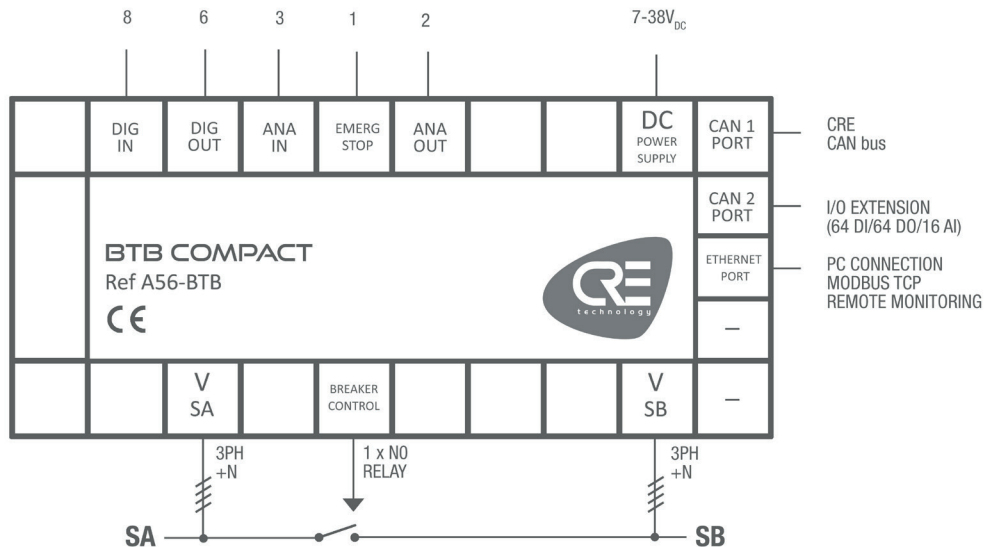 8 6 3 1 2 7-38V DC
DIG IN
DIG OUT
ANA IN
EMERG STOP
ANA OUT
DC POWER SUPPLY
CAN 1 PORT
CRE
CAN bus
CAN 2 PORT
I/O EXTENSION
(64 DI/64 DO/16 AI)
ETHERNET PORT
PC CONNECTION
MODBUS TCP
REMOTE MONITORING
BTB COMPACT
Ref A56-BTB
CE
CRE
technology
–
V SA
BREAKER CONTROL
V SB
–
3PH
+N
1 x NO
RELAY
3PH
+N
SA
SB